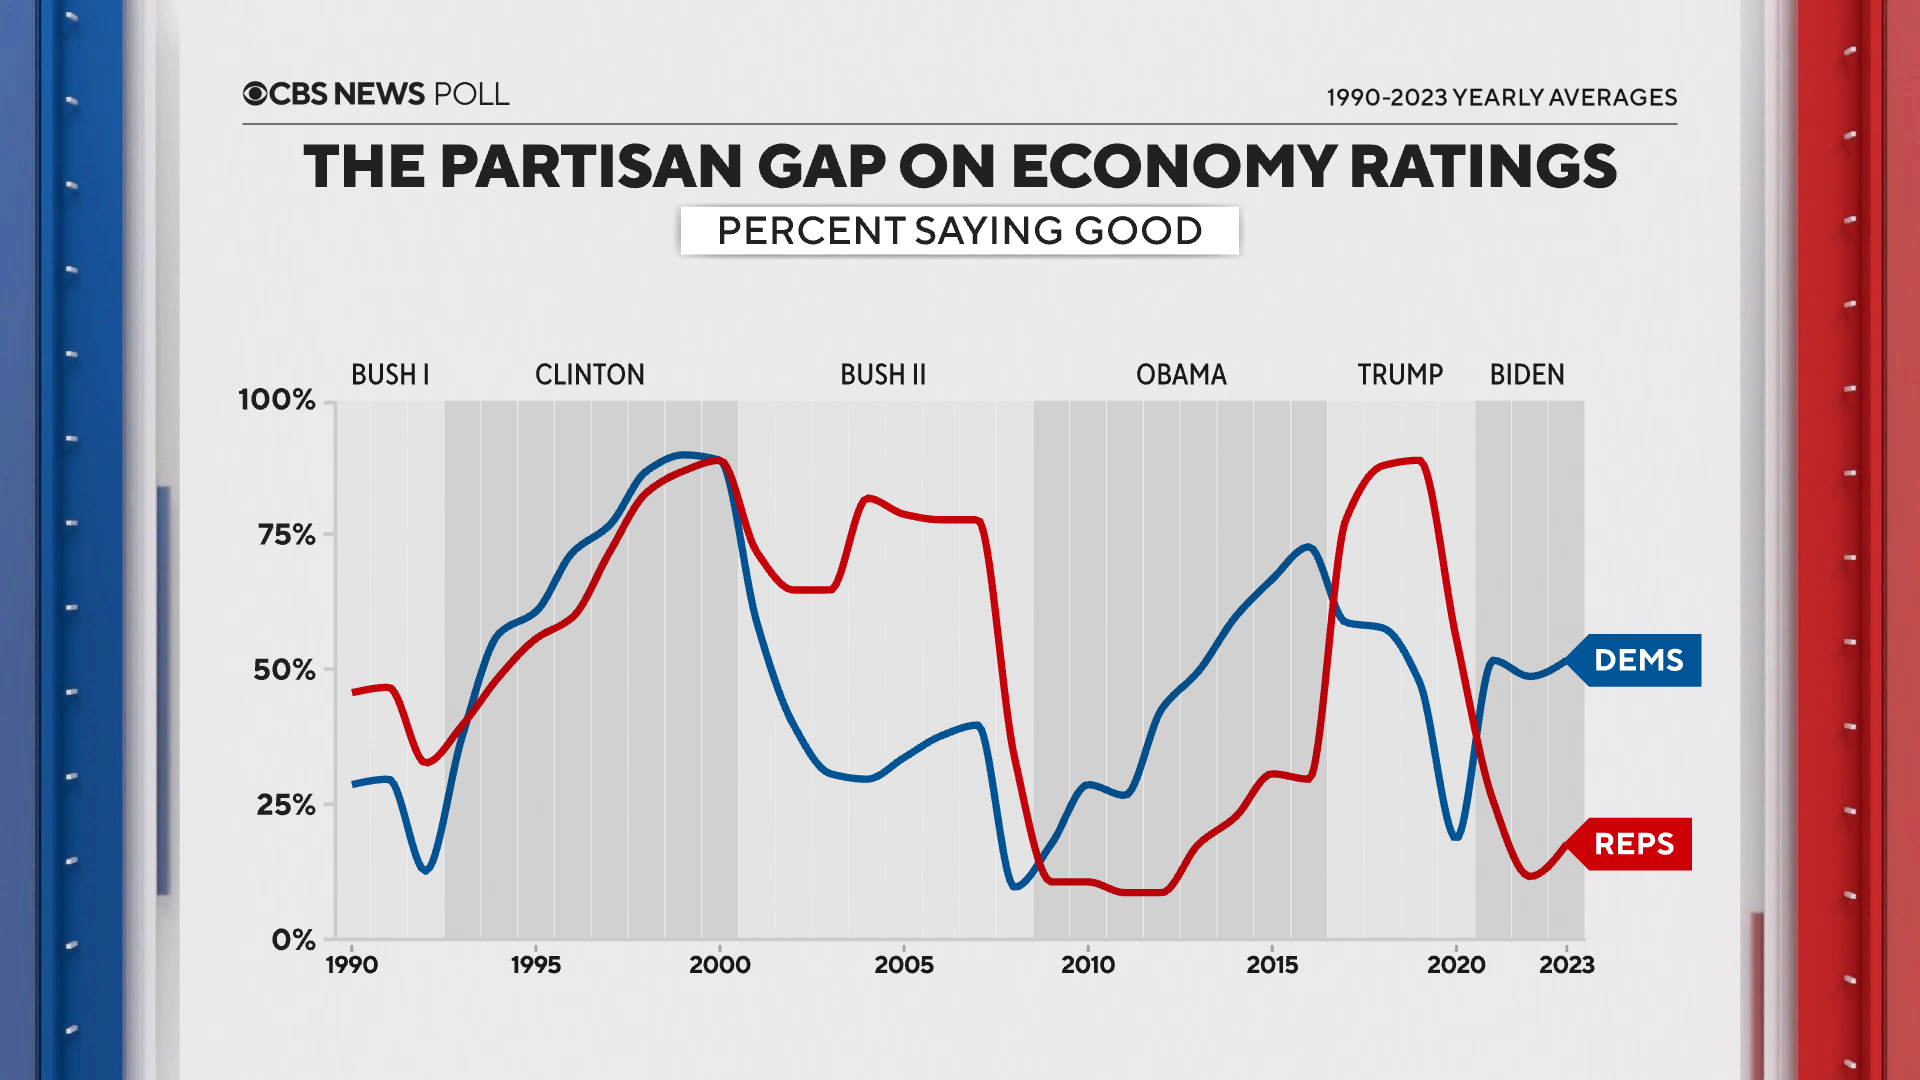 CBS NEWS POLL
1990-2023 YEARLY AVERAGES
THE PARTISAN GAP ON ECONOMY RATINGS
PERCENT SAYING GOOD
BUSH I CLINTON BUSH II OBAMA TRUMP BIDEN
100%
75%
50%
25%
0%
DEMS
REPS
1990 1995 2000 2005 2010 2015 2020 2023